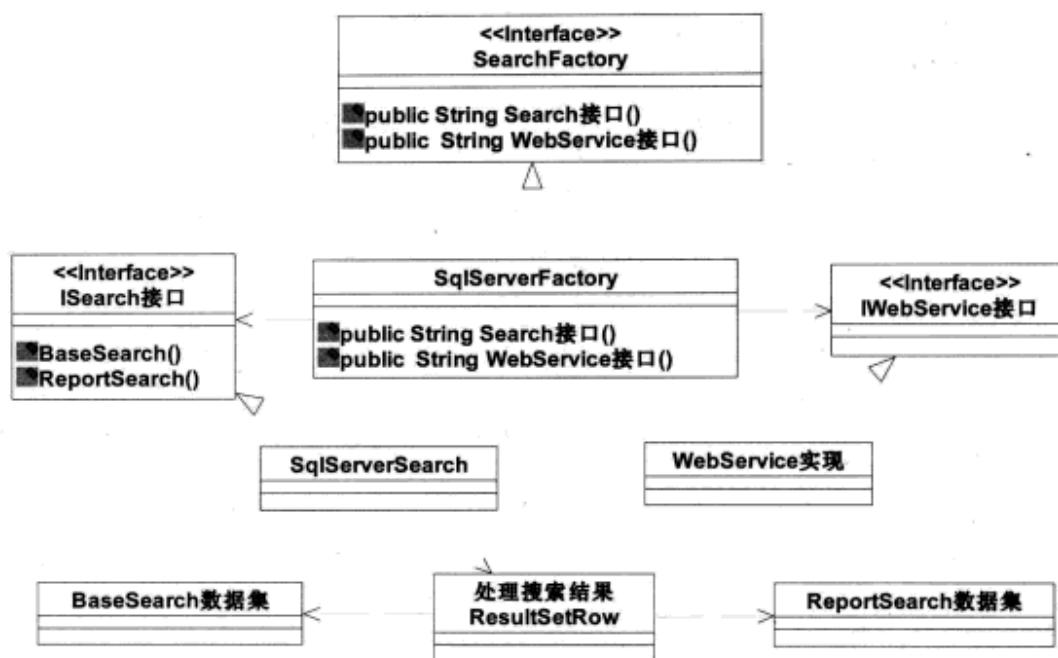 <<Interface>>
SearchFactory
public String Search接口()
public String WebService接口()
<<Interface>>
ISearch接口
BaseSearch()
ReportSearch()
SqlServerFactory
public String Search接口()
public String WebService接口()
<<Interface>>
IWebService接口
SqlServerSearch
WebService实现
BaseSearch数据集
处理搜索结果
ResultSetRow
ReportSearch数据集